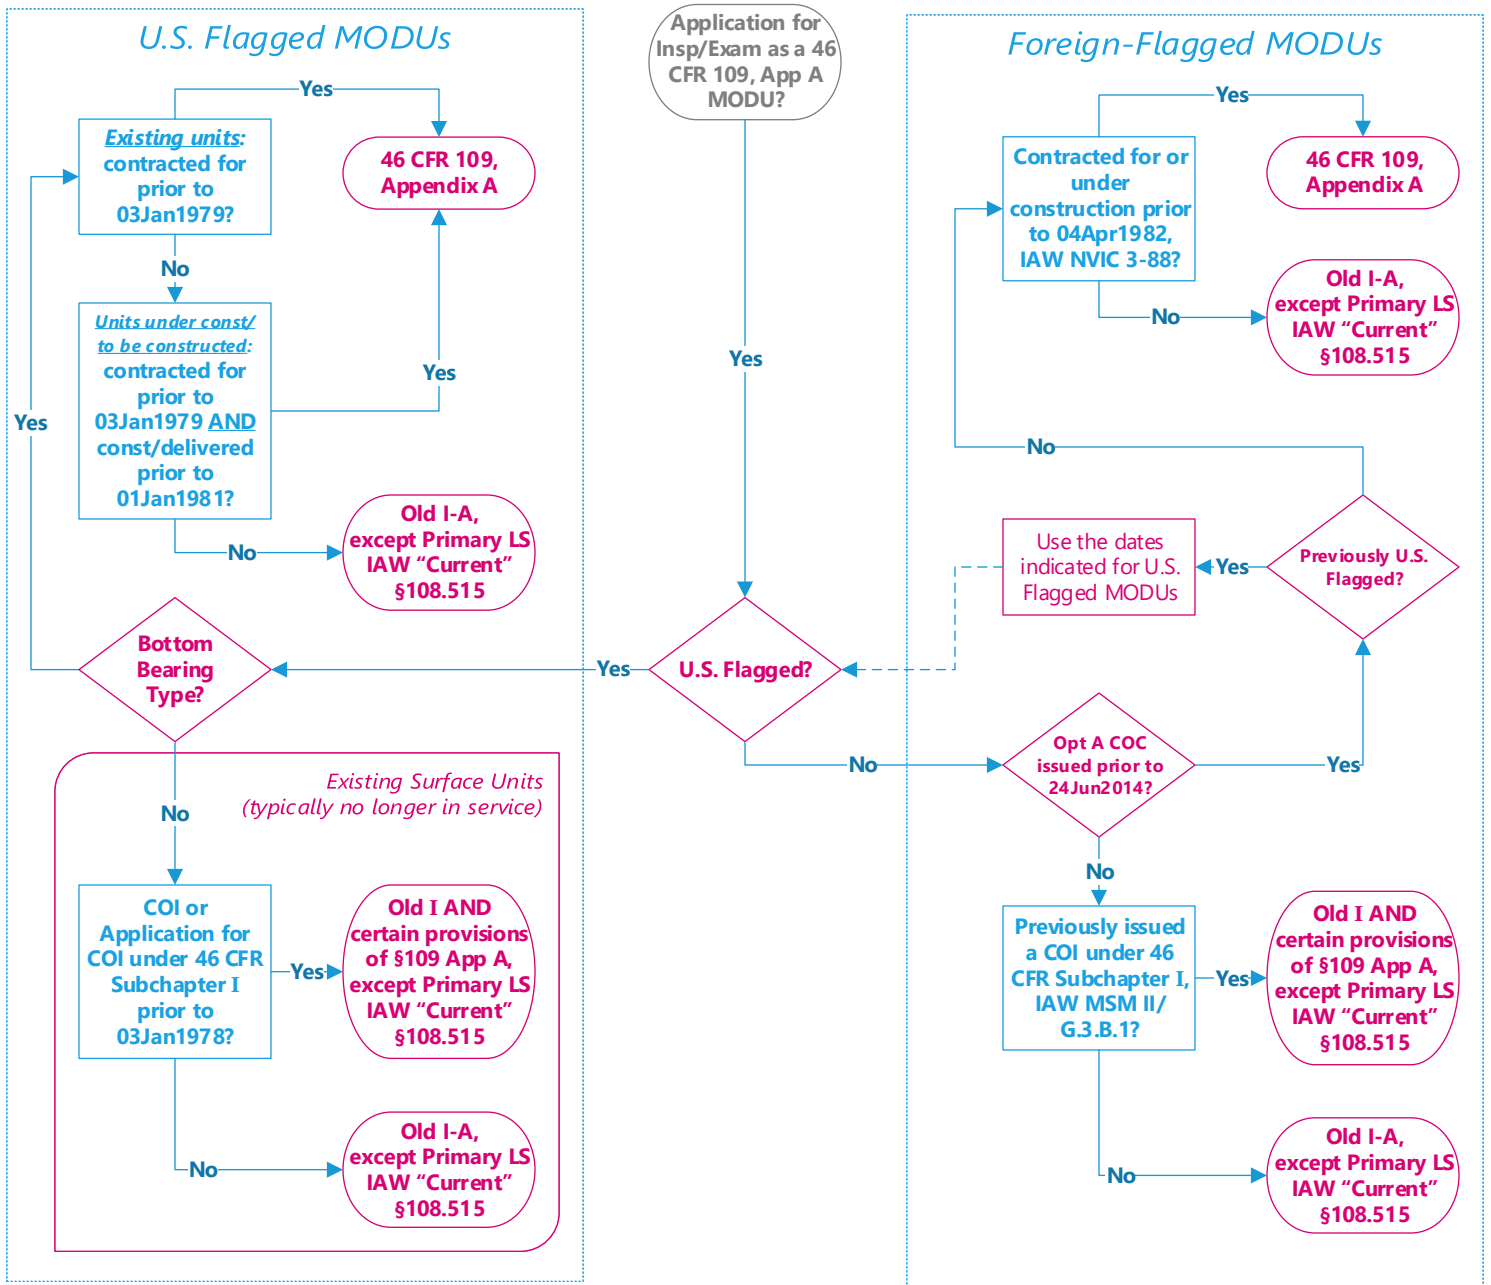 U.S. Flagged MODUs
Yes
Existing units:
contracted for
prior to
03Jan1979?
46 CFR 109,
Appendix A
No
Units under const/
to be constructed:
contracted for
prior to
03Jan1979 AND
const/delivered
prior to
01Jan1981?
Yes
Yes
No
Old I-A,
except Primary LS
IAW “Current”
§108.515
Bottom
Bearing
Type?
No
Existing Surface Units
(typically no longer in service)
COI or
Application for
COI under 46 CFR
Subchapter I
prior to
03Jan1978?
Yes
Old I AND
certain provisions
of §109 App A,
except Primary LS
IAW “Current”
§108.515
No
Old I-A,
except Primary LS
IAW “Current”
§108.515
Application for
Insp/Exam as a 46
CFR 109, App A
MODU?
Yes
U.S. Flagged?
Yes
No
Foreign-Flagged MODUs
Yes
Contracted for or
under
construction prior
to 04Apr1982,
IAW NVIC 3-88?
46 CFR 109,
Appendix A
No
Old I-A,
except Primary LS
IAW “Current”
§108.515
No
Use the dates
indicated for U.S.
Flagged MODUs
Yes
Previously U.S.
Flagged?
Opt A COC
issued prior to
24Jun2014?
Yes
No
Previously issued
a COI under 46
CFR Subchapter I,
IAW MSM II/
G.3.B.1?
Yes
Old I AND
certain provisions
of §109 App A,
except Primary LS
IAW “Current”
§108.515
No
Old I-A,
except Primary LS
IAW “Current”
§108.515